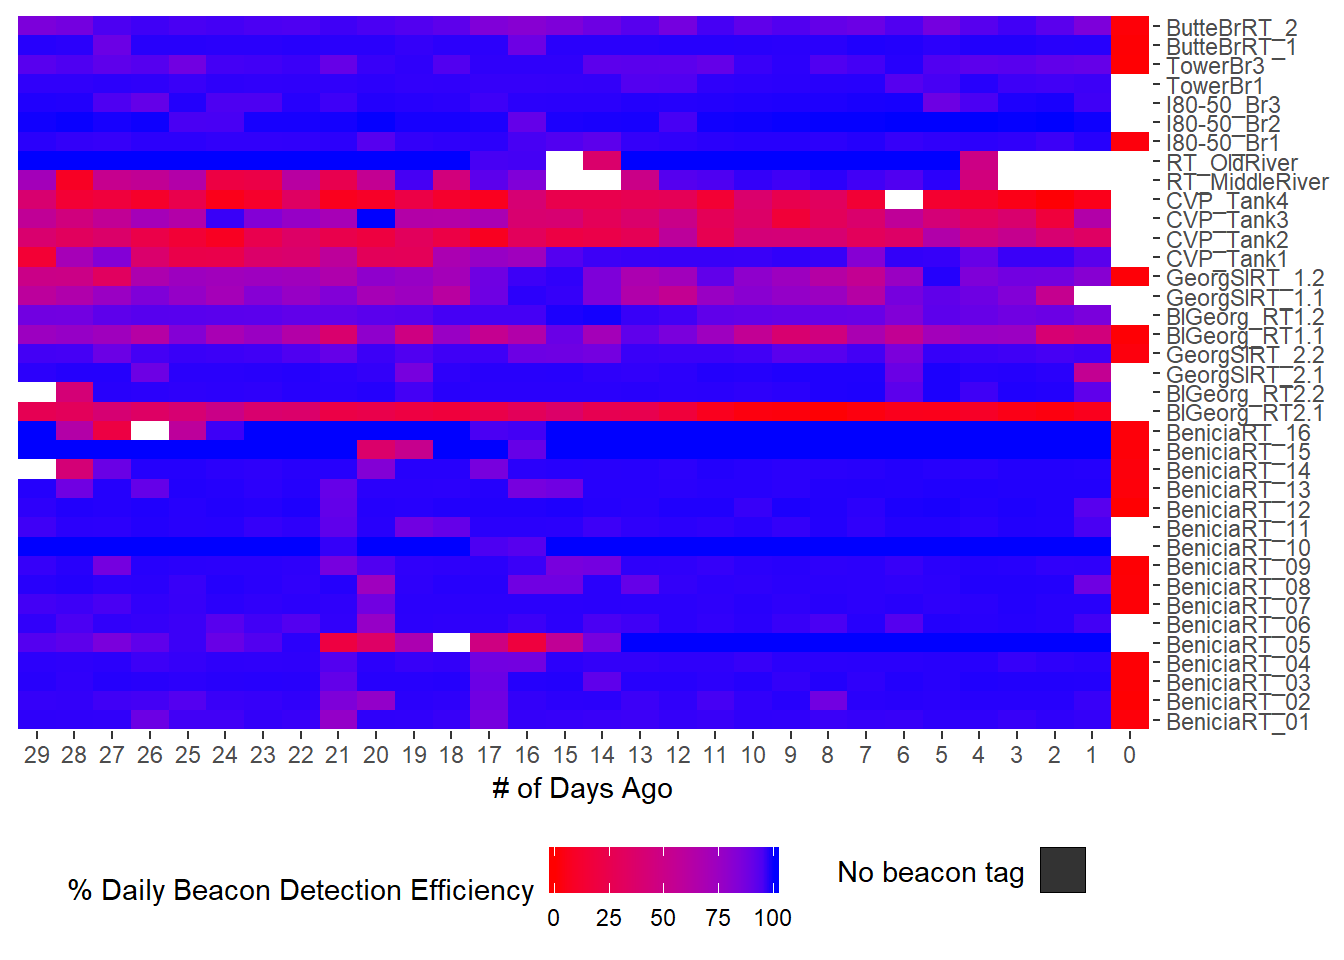 ButteBrRT_2
ButteBrRT_1
TowerBr3
TowerBr1
I80-50_Br3
I80-50_Br2
I80-50_Br1
RT_OldRiver
RT_MiddleRiver
CVP_Tank4
CVP_Tank3
CVP_Tank2
CVP_Tank1
GeorgSlRT_1.2
GeorgSlRT_1.1
BlGeorg_RT1.2
BlGeorg_RT1.1
GeorgSlRT_2.2
GeorgSlRT_2.1
BlGeorg_RT2.2
BlGeorg_RT2.1
BeniciaRT_16
BeniciaRT_15
BeniciaRT_14
BeniciaRT_13
BeniciaRT_12
BeniciaRT_11
BeniciaRT_10
BeniciaRT_09
BeniciaRT_08
BeniciaRT_07
BeniciaRT_06
BeniciaRT_05
BeniciaRT_04
BeniciaRT_03
BeniciaRT_02
BeniciaRT_01
29 28 27 26 25 24 23 22 21 20 19 18 17 16 15 14 13 12 11 10 9 8 7 6 5 4 3 2 1 0
# of Days Ago
% Daily Beacon Detection Efficiency
0 25 50 75 100
No beacon tag